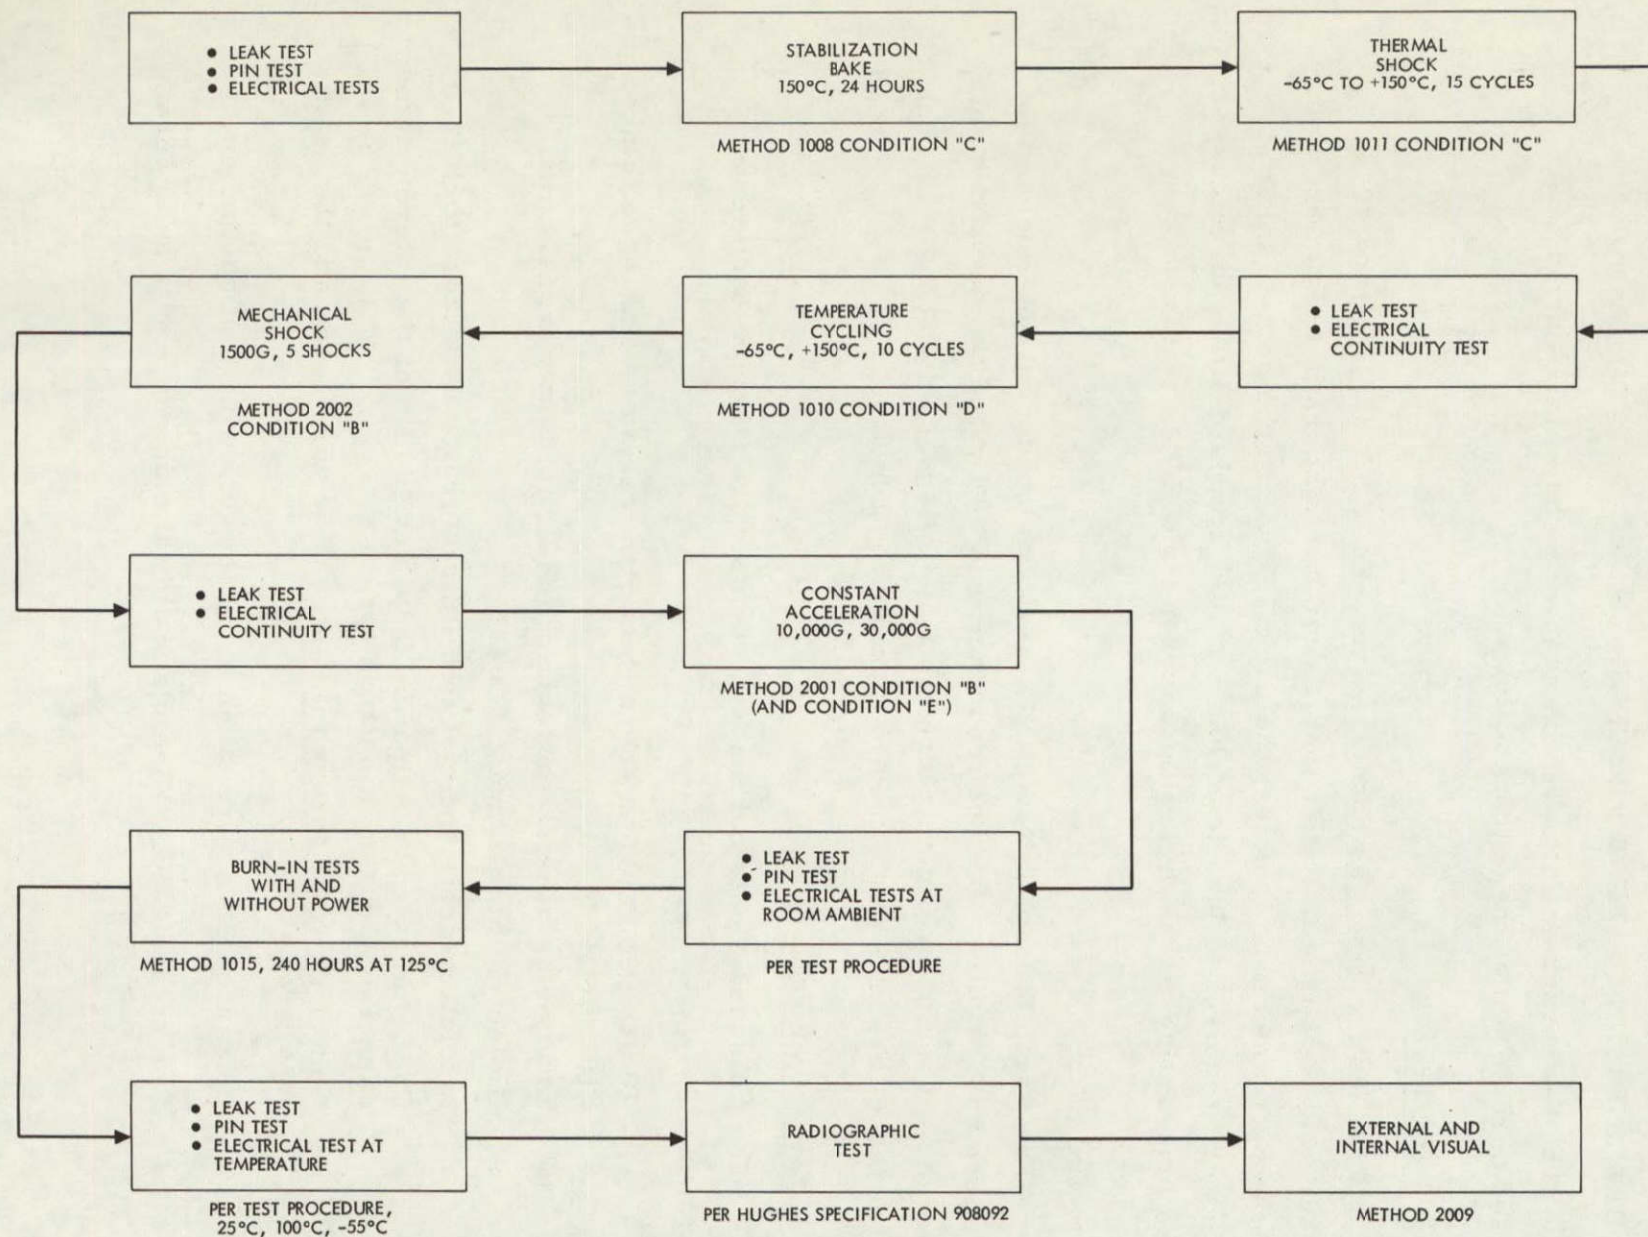 ● LEAK TEST
● PIN TEST
● ELECTRICAL TESTS
STABILIZATION
BAKE
150°C, 24 HOURS
METHOD 1008 CONDITION "C"
THERMAL
SHOCK
-65°C TO +150°C, 15 CYCLES
METHOD 1011 CONDITION "C"
● LEAK TEST
● ELECTRICAL
CONTINUITY TEST
TEMPERATURE
CYCLING
-65°C, +150°C, 10 CYCLES
METHOD 1010 CONDITION "D"
MECHANICAL
SHOCK
1500G, 5 SHOCKS
METHOD 2002
CONDITION "B"
● LEAK TEST
● ELECTRICAL
CONTINUITY TEST
CONSTANT
ACCELERATION
10,000G, 30,000G
METHOD 2001 CONDITION "B"
(AND CONDITION "E")
● LEAK TEST
● PIN TEST
● ELECTRICAL TESTS AT
ROOM AMBIENT
PER TEST PROCEDURE
BURN-IN TESTS
WITH AND
WITHOUT POWER
METHOD 1015, 240 HOURS AT 125°C
● LEAK TEST
● PIN TEST
● ELECTRICAL TEST AT
TEMPERATURE
PER TEST PROCEDURE,
25°C, 100°C, -55°C
RADIOGRAPHIC
TEST
PER HUGHES SPECIFICATION 908092
EXTERNAL AND
INTERNAL VISUAL
METHOD 2009